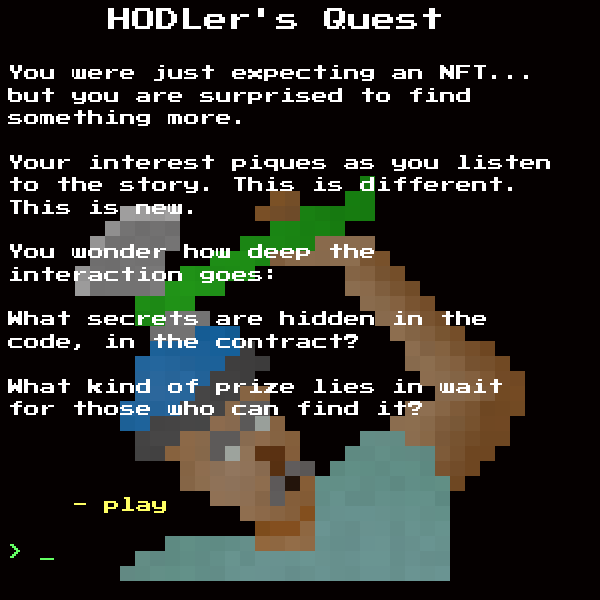 HODLer's Quest
You were just expecting an NFT...
but you are surprised to find
something more.
Your interest piques as you listen
to the story. This is different.
This is new.
You wonder how deep the
interaction goes:
What secrets are hidden in the
code, in the contract?
What kind of prize lies in wait
for those who can find it?
- play
> _